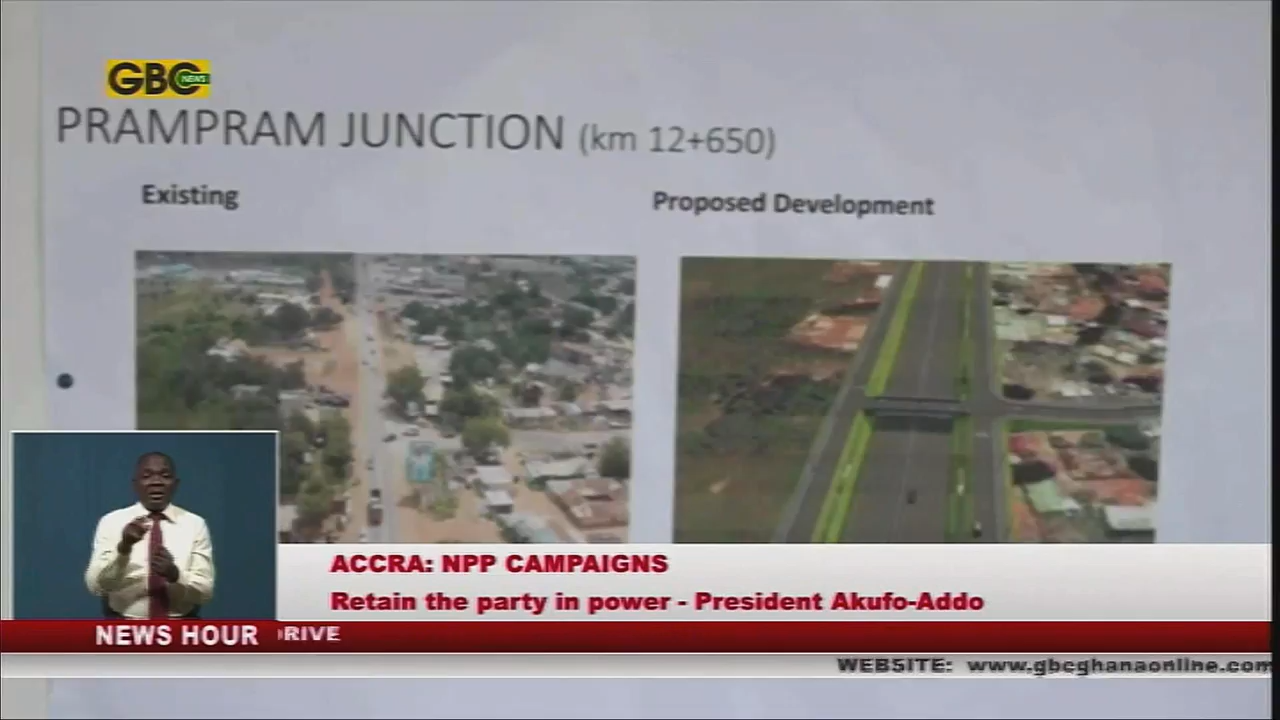 GBC NEWS
PRAMPRAM JUNCTION (km 12+650)
Existing
Proposed Development
ACCRA: NPP CAMPAIGNS
Retain the party in power - President Akufo-Addo
NEWS HOUR
RIVE
WEBSITE: www.gbcghanaonline.com